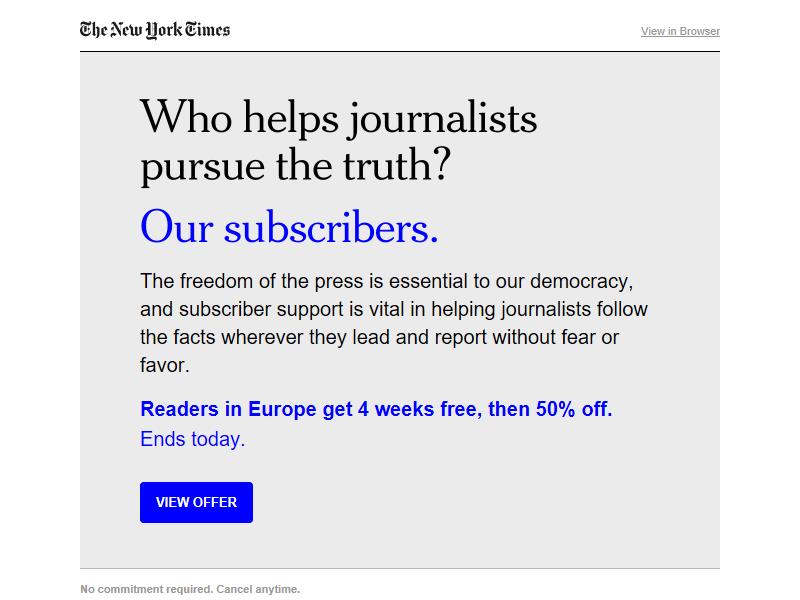 The New York Times
View in Browser
Who helps journalists
pursue the truth?
Our subscribers.
The freedom of the press is essential to our democracy,
and subscriber support is vital in helping journalists follow
the facts wherever they lead and report without fear or
favor.
Readers in Europe get 4 weeks free, then 50% off.
Ends today.
VIEW OFFER
No commitment required. Cancel anytime.